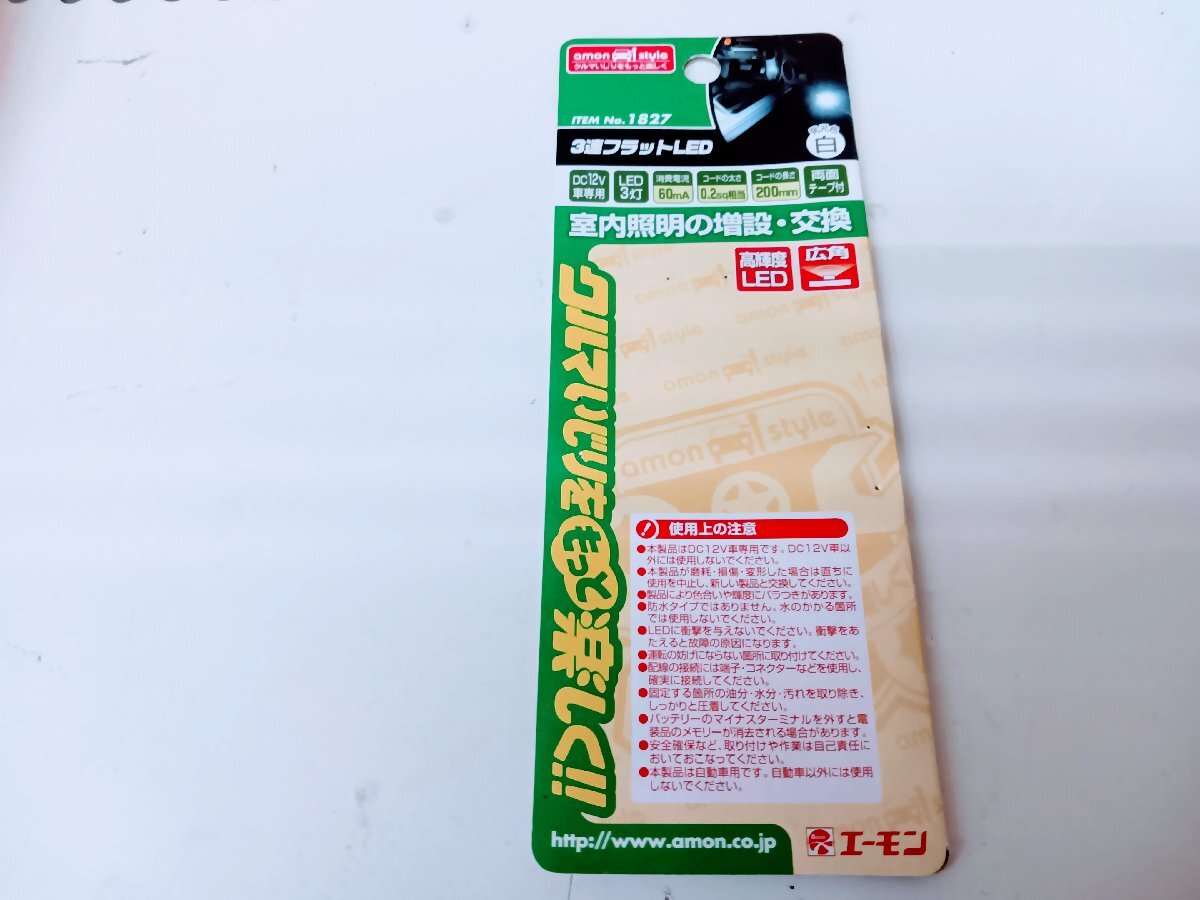 amon style
クルマいじりをもっと楽しく
ITEM No.1827
3連フラットLED
発光色
白
DC12V
車専用
LED
3灯
消費電流
60mA
コードの太さ
0.2sq相当
コードの長さ
200mm
両面
テープ付
室内照明の増設・交換
高輝度
LED
広角
クルマいじりをもっと楽しく!!
amon style
amon style
amon style
amon style
使用上の注意
●本製品はDC12V車専用です。DC12V車以
外には使用しないでください。
●本製品が磨耗・損傷・変形した場合は直ちに
使用を中止し、新しい製品と交換してください。
●製品により色合いや輝度にバラつきがあります。
●防水タイプではありません。水のかかる箇所
では使用しないでください。
●LEDに衝撃を与えないでください。衝撃をあ
たえると故障の原因になります。
●運転の妨げにならない箇所に取り付けてください。
●配線の接続には端子・コネクターなどを使用し、
確実に接続してください。
●固定する箇所の油分・水分・汚れを取り除き、
しっかりと圧着してください。
●バッテリーのマイナスターミナルを外すと電
装品のメモリーが消去される場合があります。
●安全確保など、取り付けや作業は自己責任に
おいておこなってください。
●本製品は自動車用です。自動車以外には使用
しないでください。
http://www.amon.co.jp
エーモン